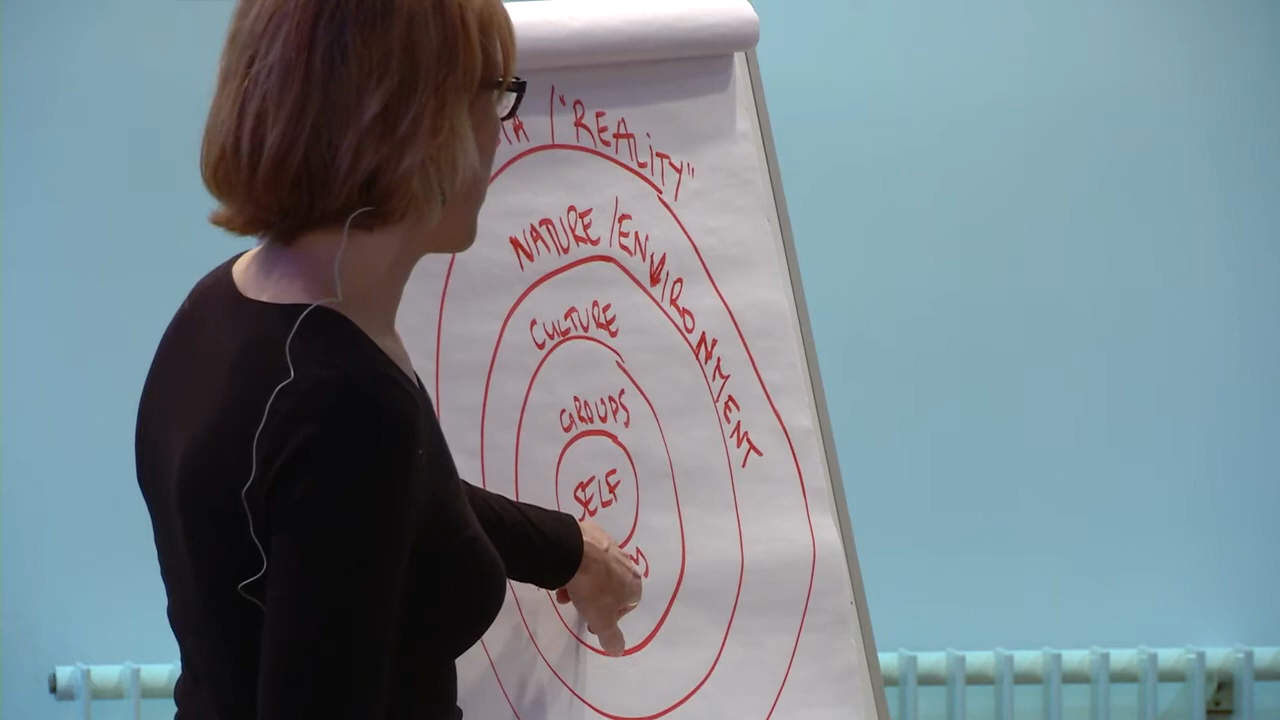 /"REALITY"
NATURE/ENVIRONMENT
CULTURE
GROUPS
SELF